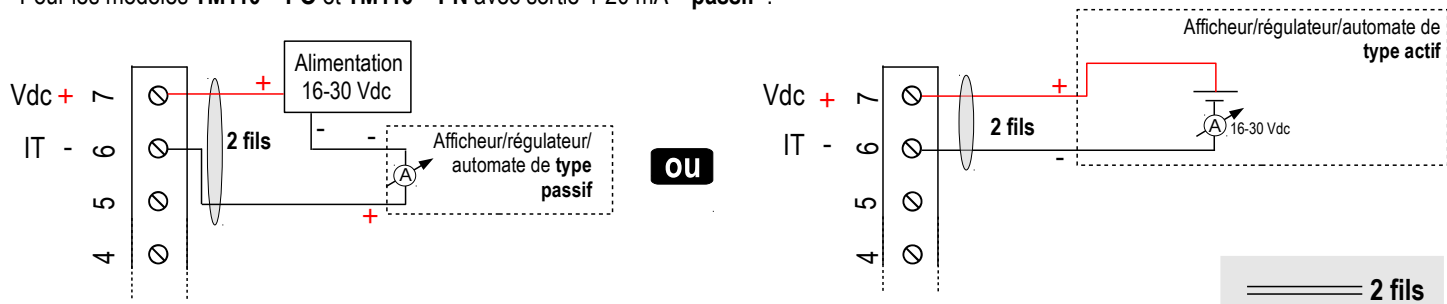 Alimentation
16-30 Vdc
Vdc +
7
+
IT -
6
2 fils
-
-
Afficheur/régulateur/
automate de type
passif
A
+
5
4
ou
Afficheur/régulateur/automate de
type actif
Vdc +
7
+
IT -
6
2 fils
-
A
16-30 Vdc
5
4
2 fils